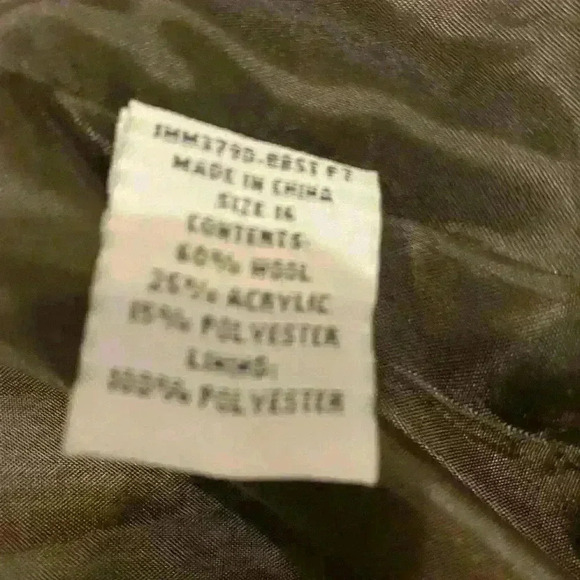 MADE IN CHINA
SIZE 16
CONTENTS:
60% WOOL
25% ACRYLIC
15% POLYESTER
LINING:
100% POLYESTER